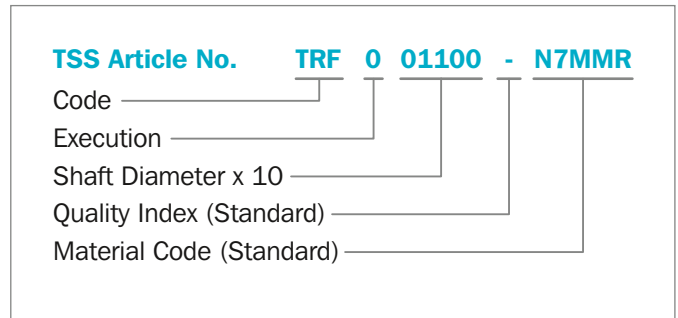 TSS Article No. TRF 0 01100 - N7MMR
Code
Execution
Shaft Diameter x 10
Quality Index (Standard)
Material Code (Standard)